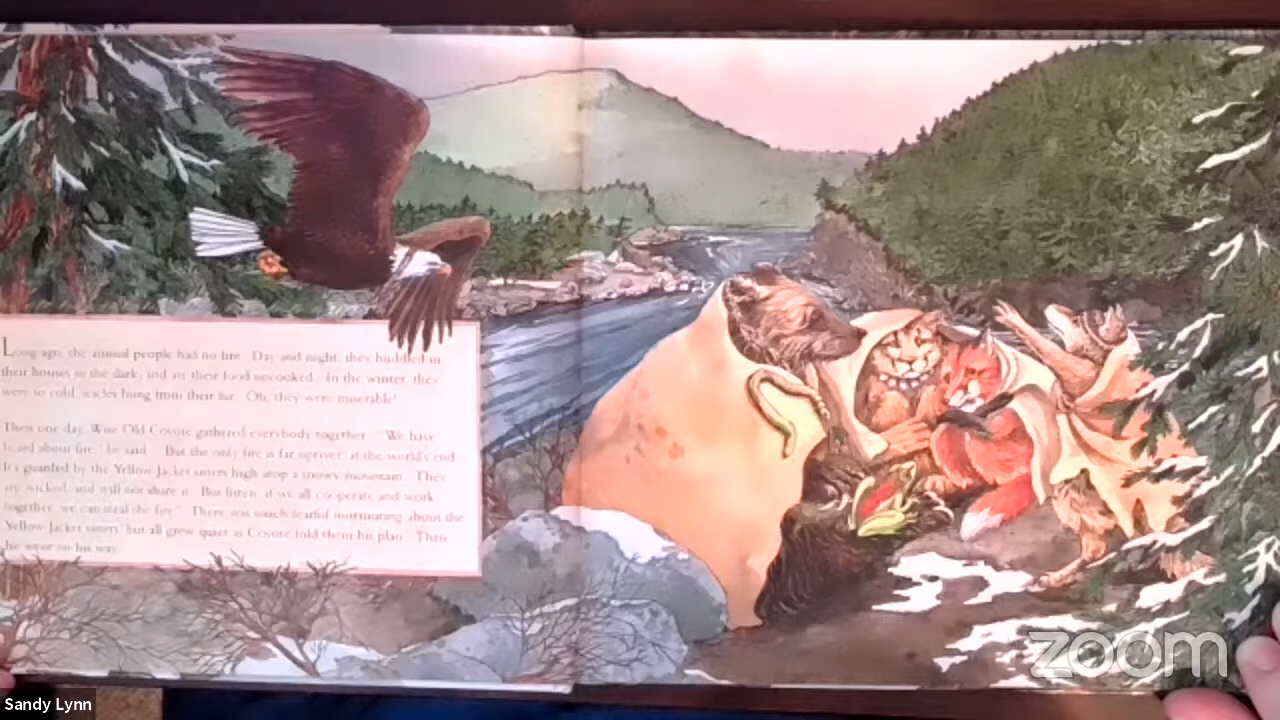 Long ago, the animal people had no fire. Day and night, they huddled in
their houses in the dark, and ate their food uncooked. In the winter, they
were so cold, icicles hung from their fur. Oh, they were miserable!
Then one day, Wise Old Coyote gathered everybody together. "We have
heard about fire," he said. "But the only fire is far upriver, at the world's end.
It's guarded by the Yellow Jacket sisters high atop a snowy mountain. They
are wicked, and will not share it. But listen, if we all cooperate and work
together, we can steal the fire." There was much fearful murmuring about the
Yellow Jacket sisters, but all grew quiet as Coyote told them his plan. Then
he went on his way.
zoom
Sandy Lynn